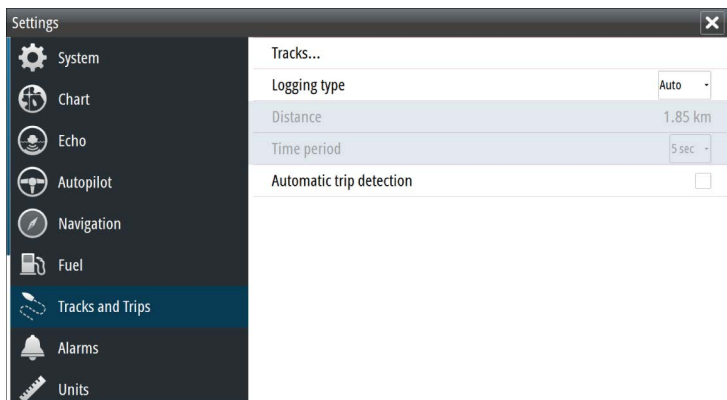 Settings
System
Chart
Echo
Autopilot
Navigation
Fuel
Tracks and Trips
Alarms
Units
Tracks...
Logging type Auto
Distance 1.85 km
Time period 5 sec
Automatic trip detection